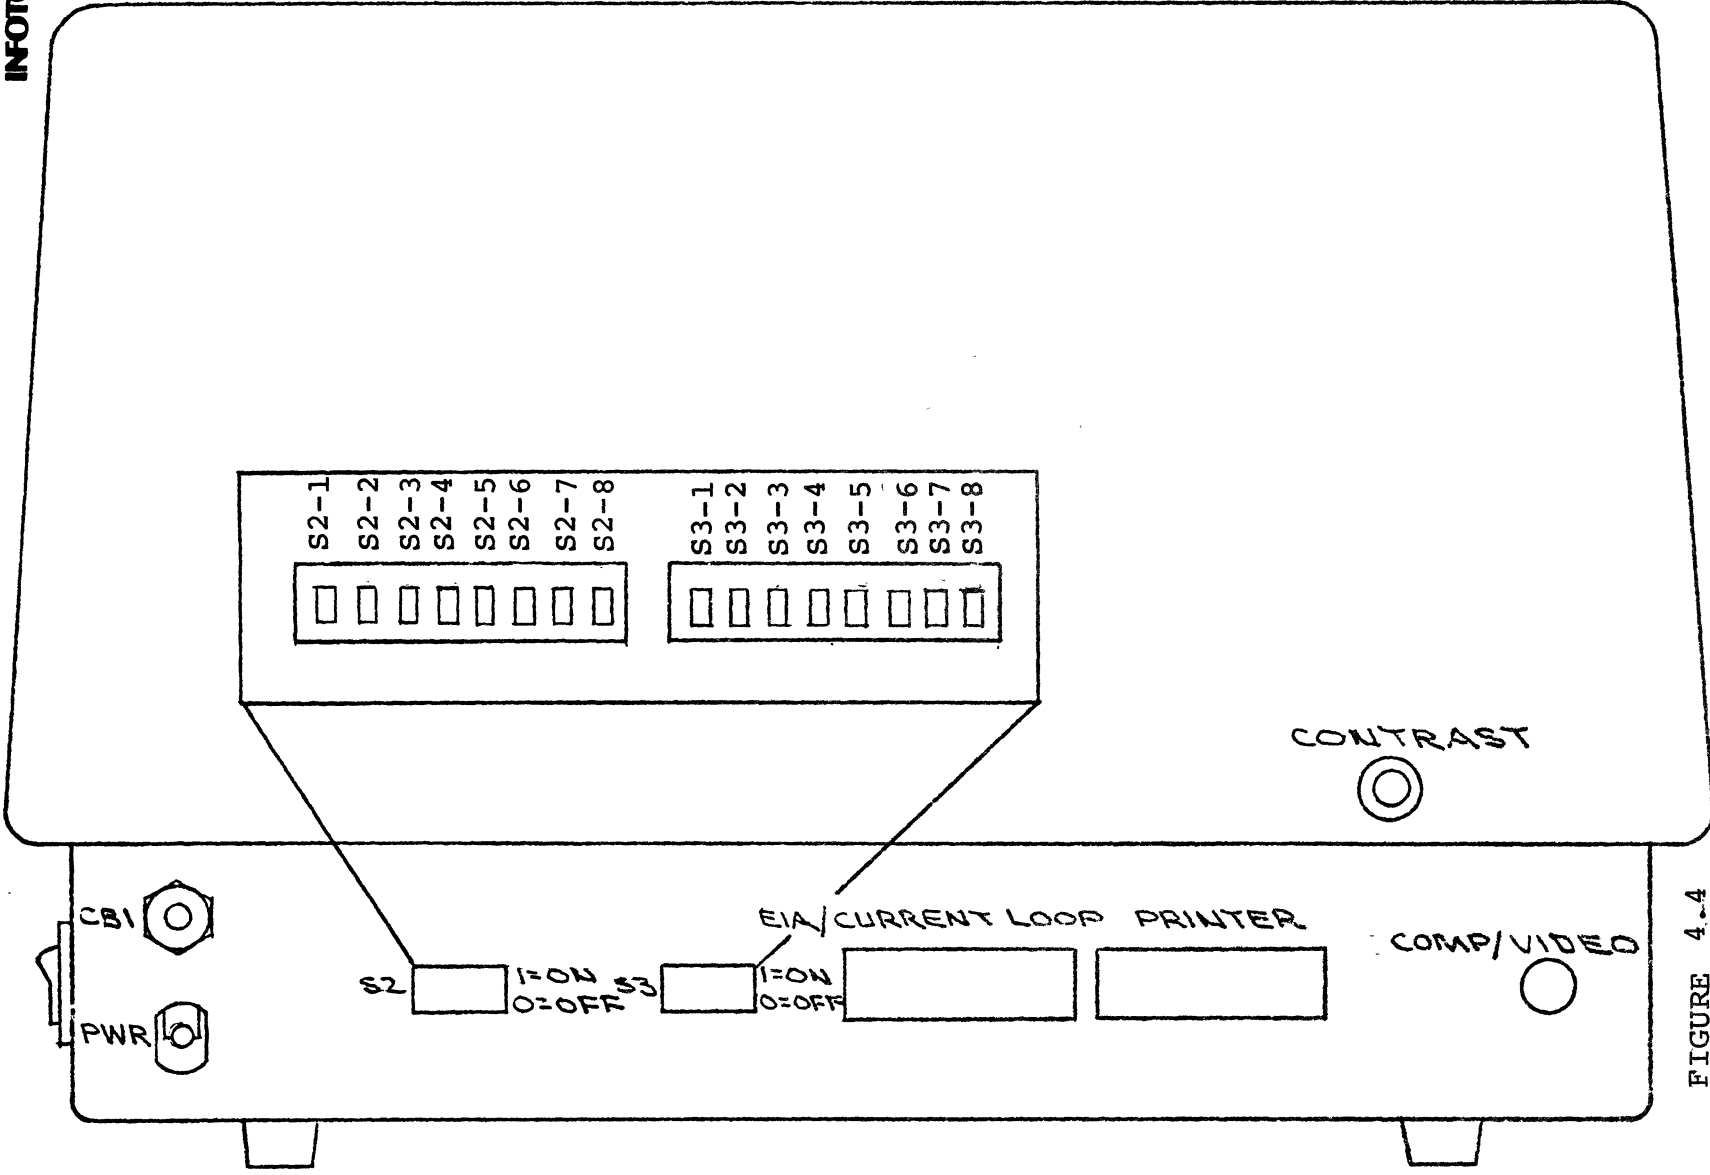 S2-1
S2-2
S2-3
S2-4
S2-5
S2-6
S2-7
S2-8
S3-1
S3-2
S3-3
S3-4
S3-5
S3-6
S3-7
S3-8
CONTRAST
CB1
EIA/CURRENT LOOP
PRINTER
COMP/VIDEO
S2
1=ON
0=OFF
S3
1=ON
0=OFF
PWR
FIGURE 4.4